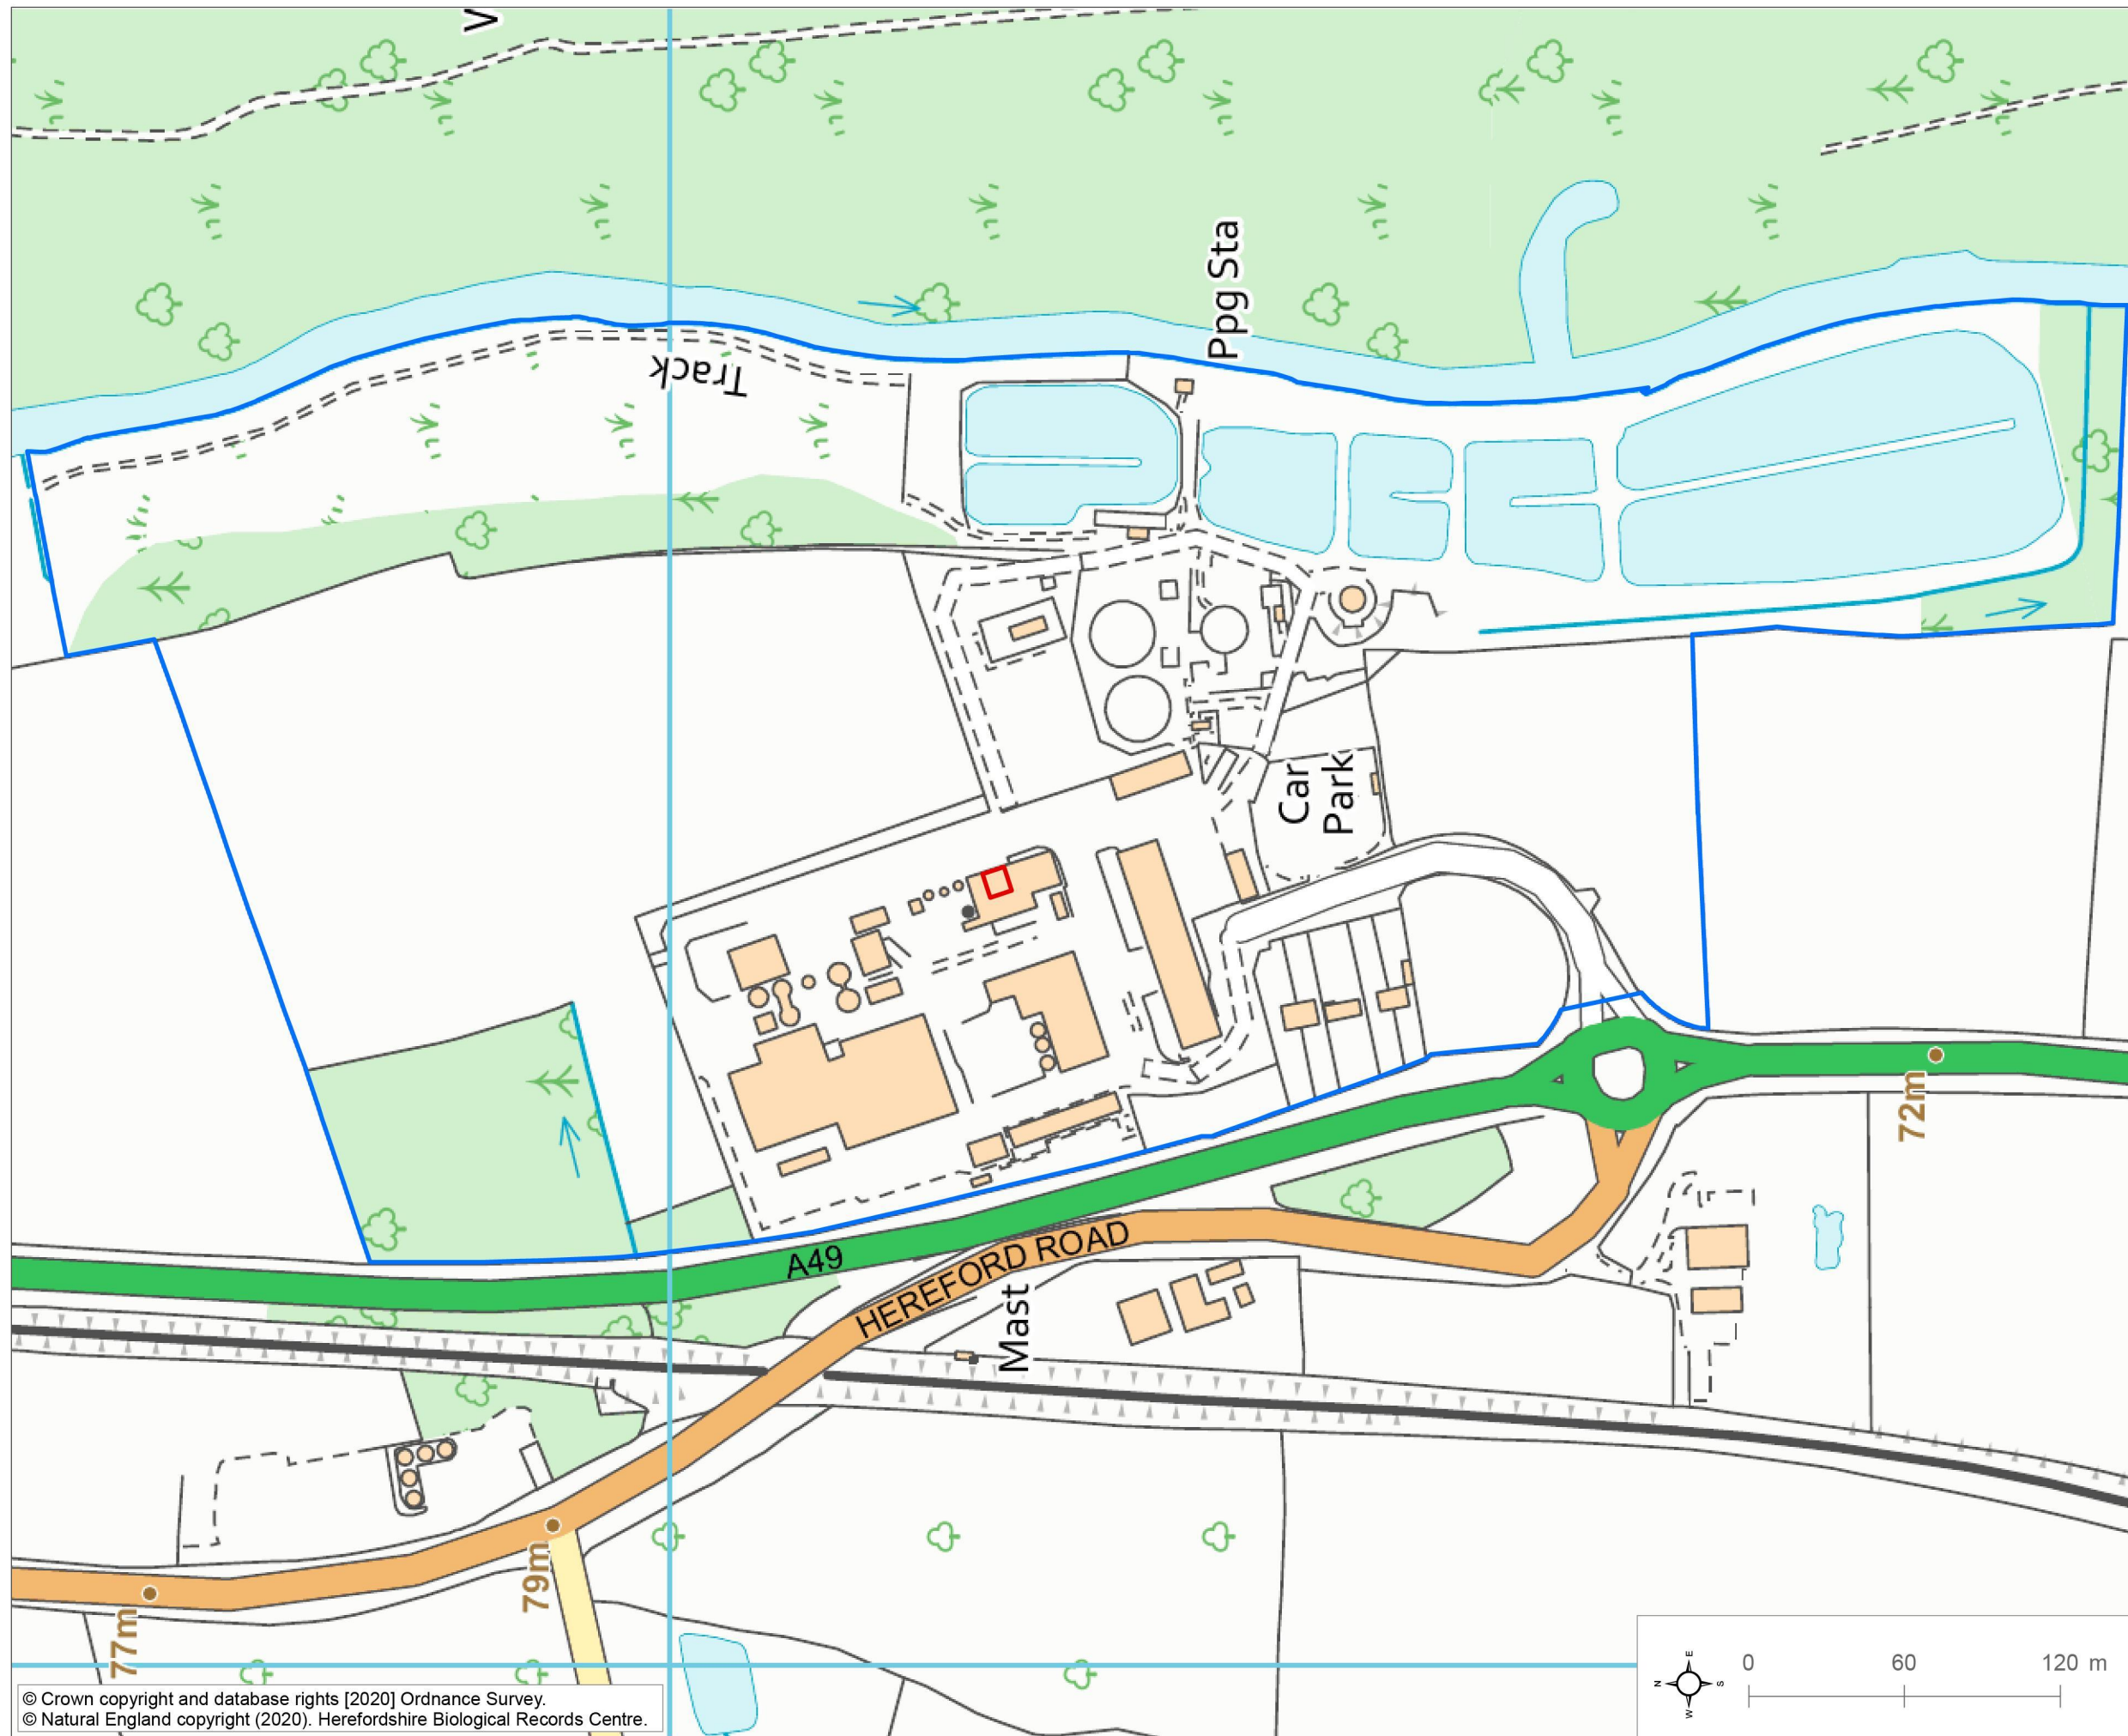 V
Track
Ppg Sta
Car
Park
A49
HEREFORD ROAD
Mast
72m
79m
77m
E
N
S
W
0 60 120 m
© Crown copyright and database rights [2020] Ordnance Survey.
© Natural England copyright (2020). Herefordshire Biological Records Centre.